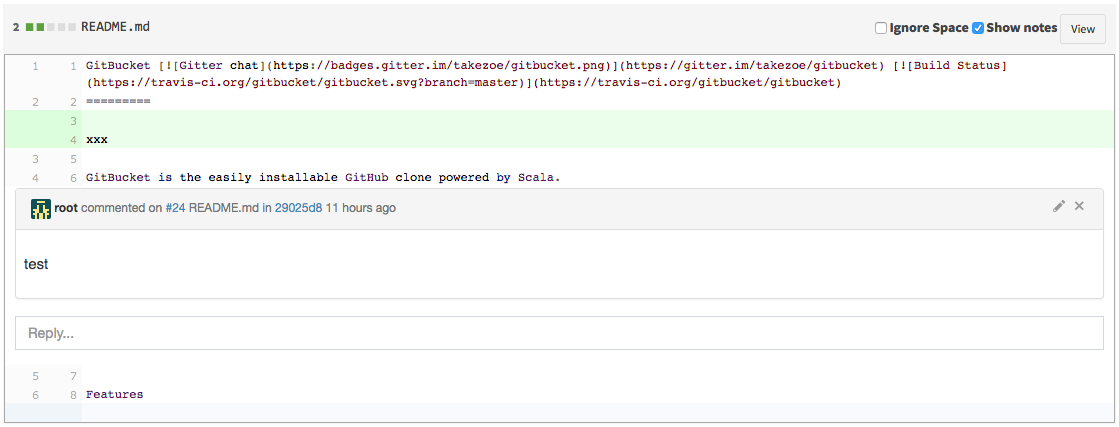 2 README.md Ignore Space Show notes View
1 1 GitBucket [![Gitter chat](https://badges.gitter.im/takezoe/gitbucket.png)](https://gitter.im/takezoe/gitbucket) [![Build Status]
(https://travis-ci.org/gitbucket/gitbucket.svg?branch=master)](https://travis-ci.org/gitbucket/gitbucket)
2 2 =========
3
4 xxx
3 5
4 6 GitBucket is the easily installable GitHub clone powered by Scala.
root commented on #24 README.md in 29025d8 11 hours ago
test
Reply...
5 7
6 8 Features